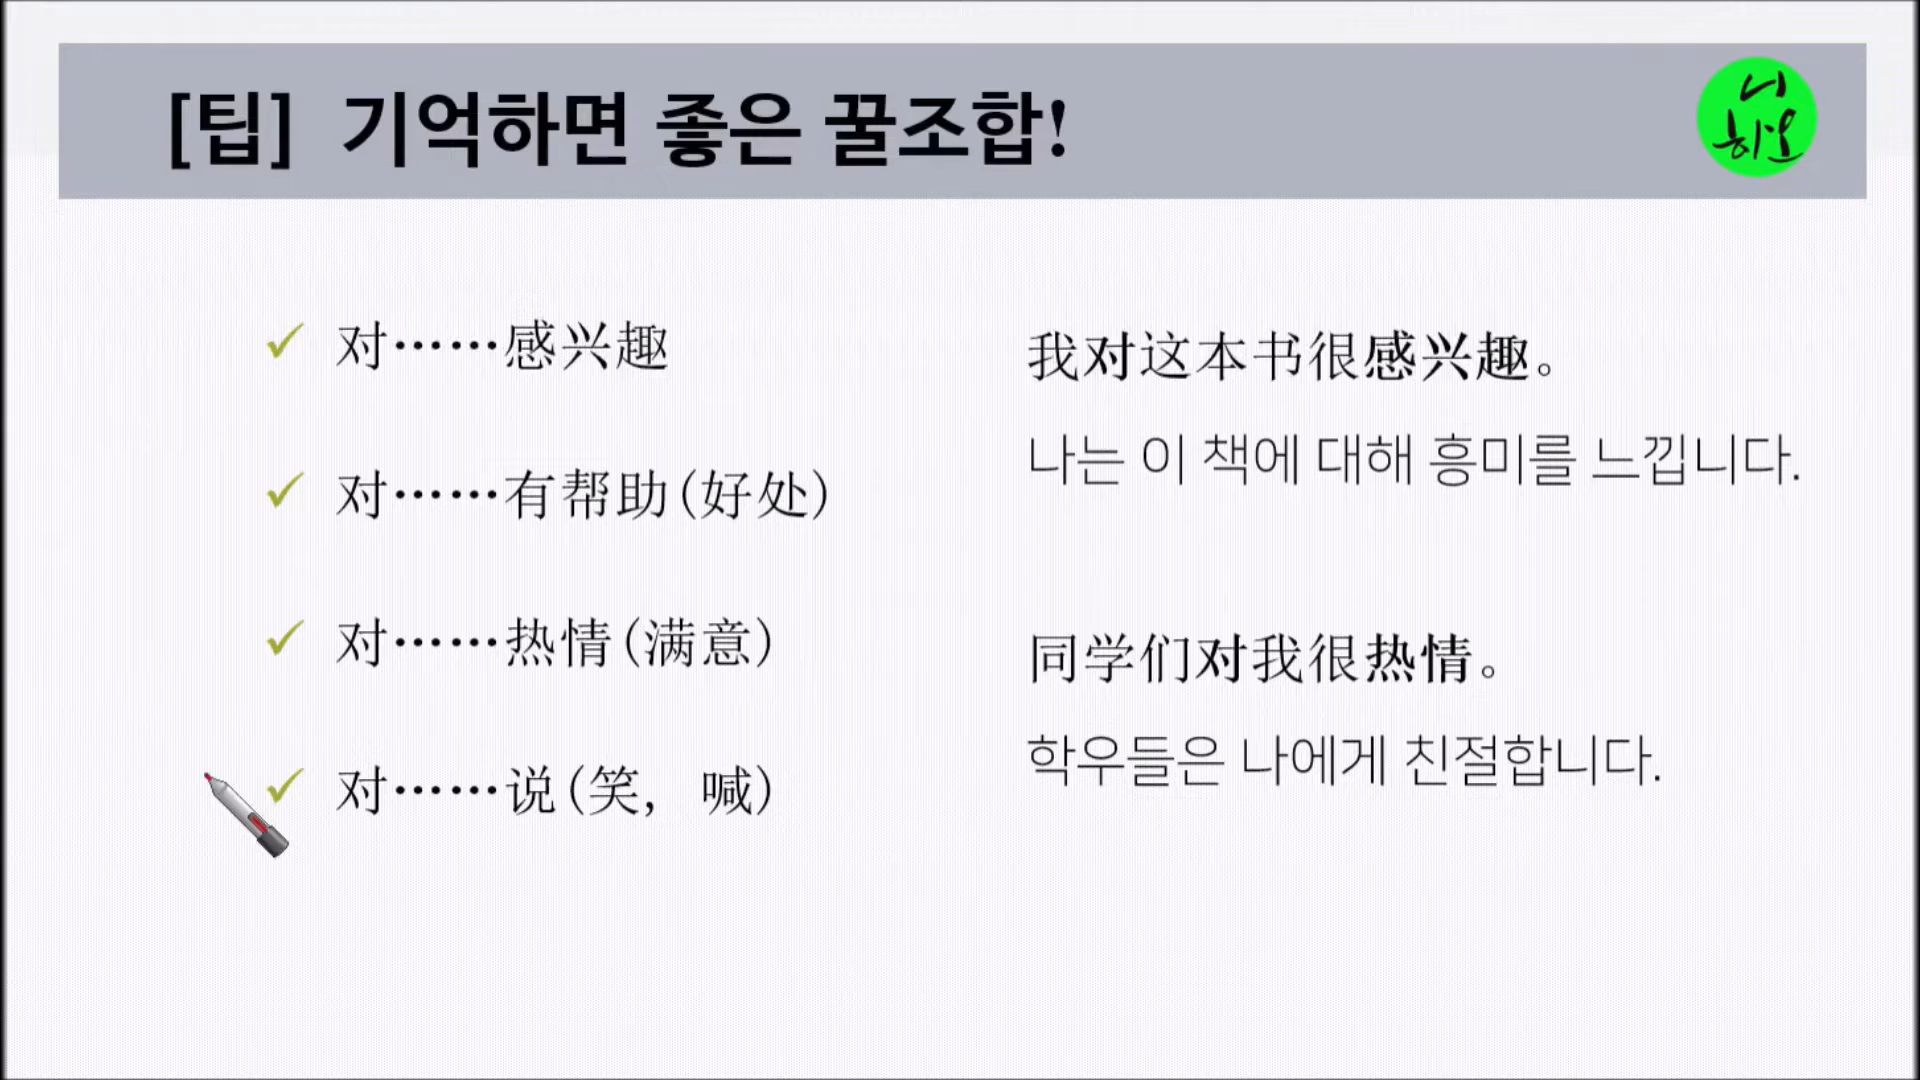 [팁] 기억하면 좋은 꿀조합!
니
하오
✓ 对……感兴趣
✓ 对……有帮助(好处)
✓ 对……热情(满意)
✓ 对……说(笑, 喊)
我对这本书很感兴趣。
나는 이 책에 대해 흥미를 느낍니다.
同学们对我很热情。
학우들은 나에게 친절합니다.